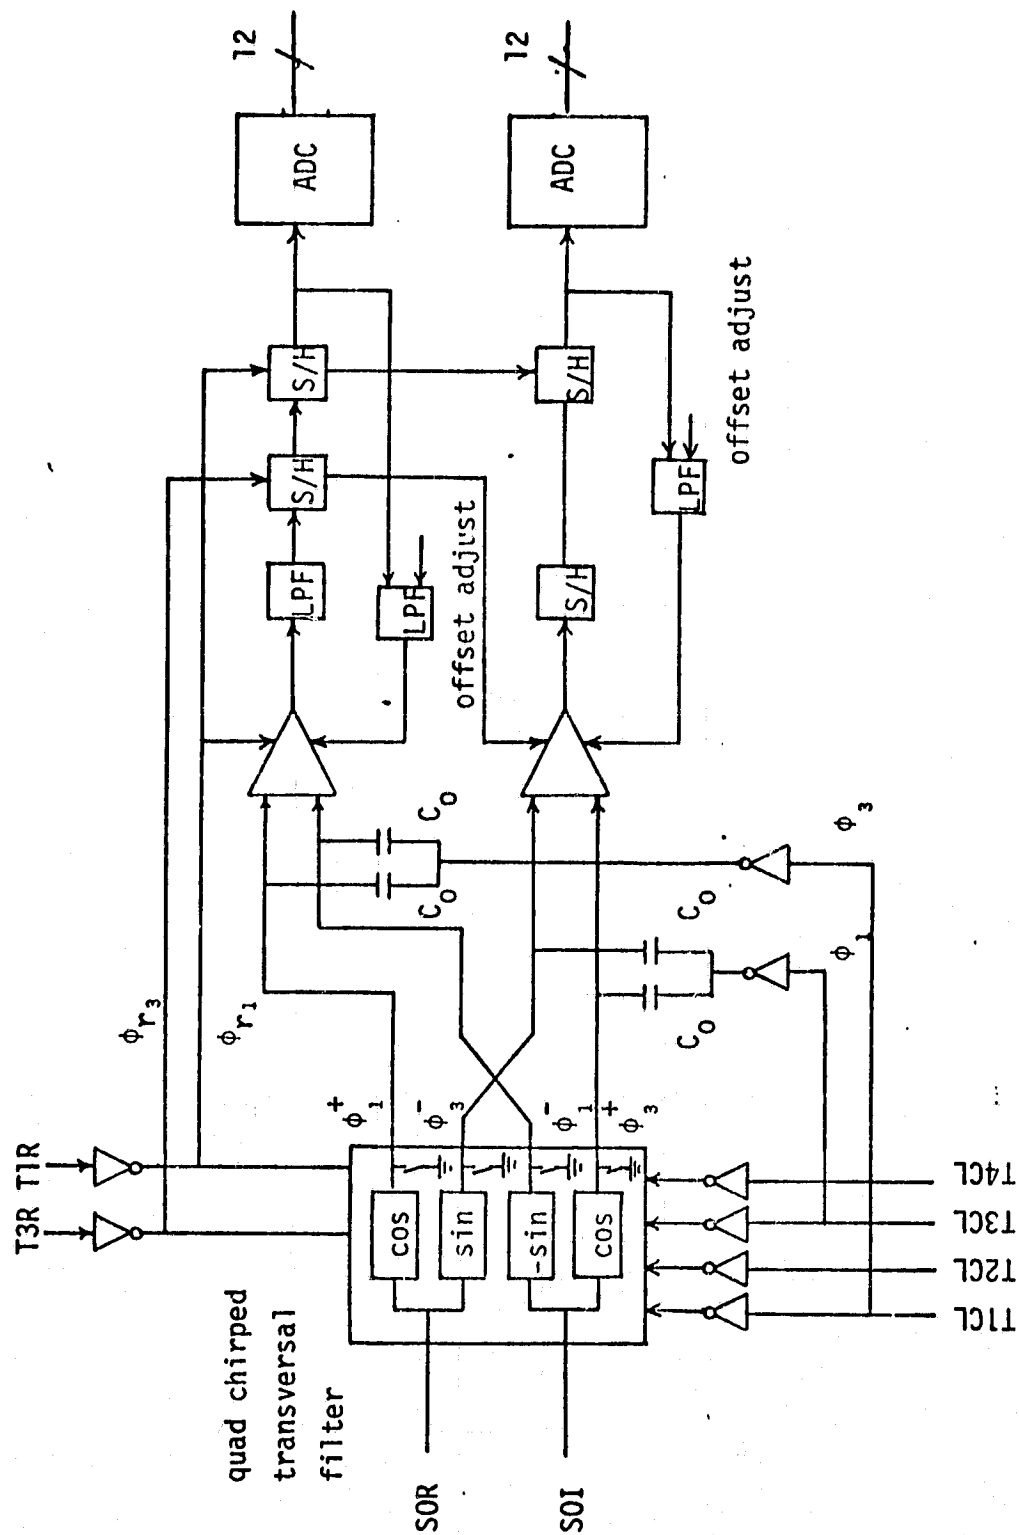 12
12
ADC
ADC
S/H
S/H
S/H
S/H
LPF
LPF
LPF
offset adjust
offset adjust
C₀
C₀
C₀
C₀
ϕ₃
ϕ₁
ϕr₃
ϕr₁
T3R T1R
ϕ₁⁺
ϕ₃⁻
ϕ₁⁻
ϕ₃⁺
cos
sin
-sin
cos
quad chirped
transversal
filter
SOR
SOI
T1CL
T2CL
T3CL
T4CL